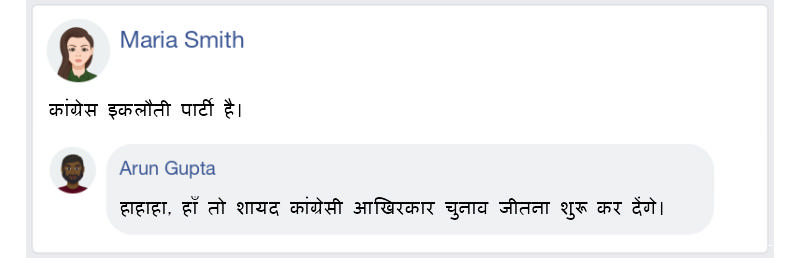 Maria Smith
कांग्रेस इकलौती पार्टी है।
Arun Gupta
हाहाहा, हाँ तो शायद कांग्रेसी आखिरकार चुनाव जीतना शुरू कर देंगे।